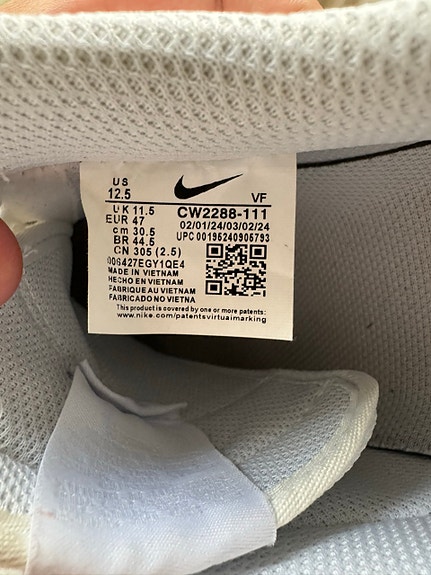 US
12.5
VF
UK 11.5
EUR 47
cm 30.5
BR 44.5
CN 305 (2.5)
CW2288-111
02/01/24/03/02/24
UPC 00195240905793
00S427EGY1QE4
MADE IN VIETNAM
HECHO EN VIETNAM
FABRIQUE AU VIETNAM
FABRICADO NO VIETNA
This product is covered by one or more patents:
www.nike.com/patentsvirtualmarking